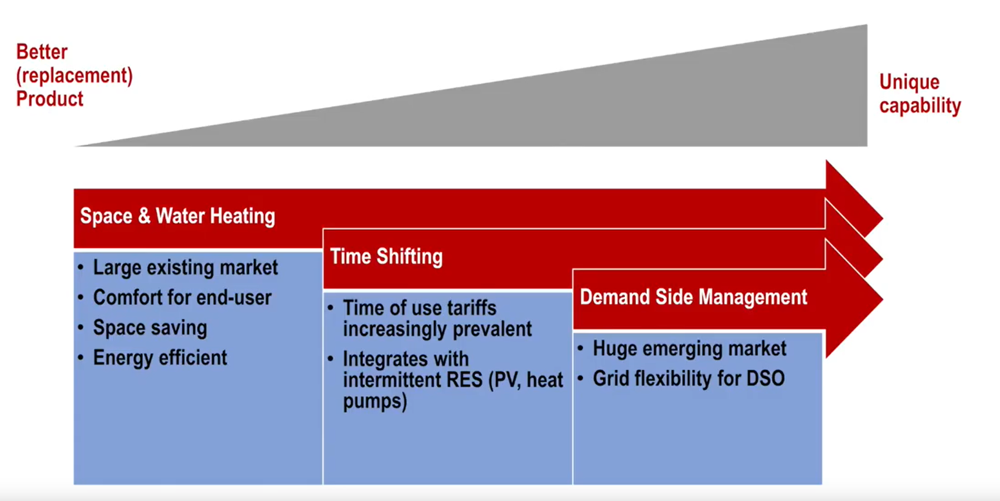 Better
(replacement)
Product
Unique
capability
Space & Water Heating
• Large existing market
• Comfort for end-user
• Space saving
• Energy efficient
Time Shifting
• Time of use tariffs
increasingly prevalent
• Integrates with
intermittent RES (PV, heat
pumps)
Demand Side Management
• Huge emerging market
• Grid flexibility for DSO